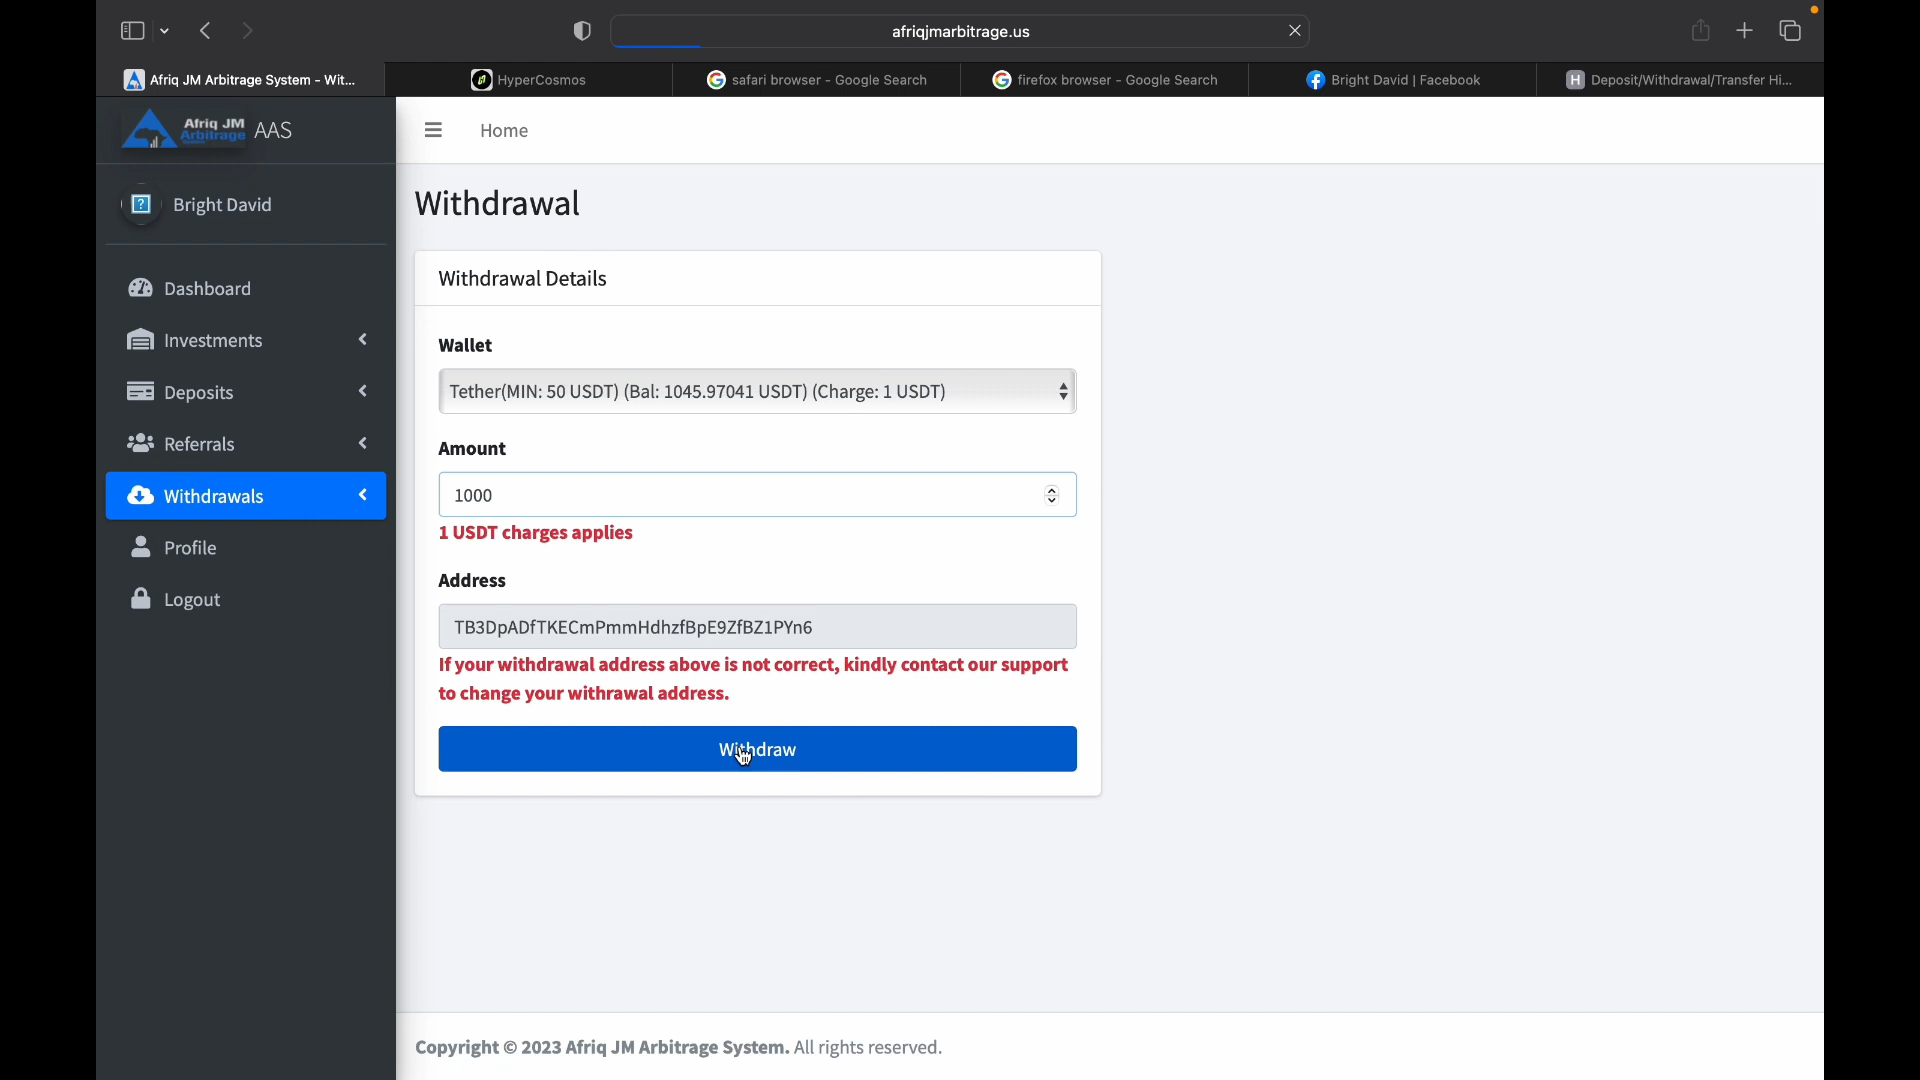 afriqjmarbitrage.us
Afriq JM Arbitrage System - Wit...
HyperCosmos
safari browser - Google Search
firefox browser - Google Search
Bright David | Facebook
H Deposit/Withdrawal/Transfer Hi...
Afriq JM
Arbitrage
AAS
Home
Bright David
Dashboard
Investments
Deposits
Referrals
Withdrawals
Profile
Logout
Withdrawal
Withdrawal Details
Wallet
Tether(MIN: 50 USDT) (Bal: 1045.97041 USDT) (Charge: 1 USDT)
Amount
1000
1 USDT charges applies
Address
TB3DpADfTKECmPmmHdhzfBpE9ZfBZ1PYn6
If your withdrawal address above is not correct, kindly contact our support
to change your withrawal address.
Withdraw
Copyright © 2023 Afriq JM Arbitrage System. All rights reserved.